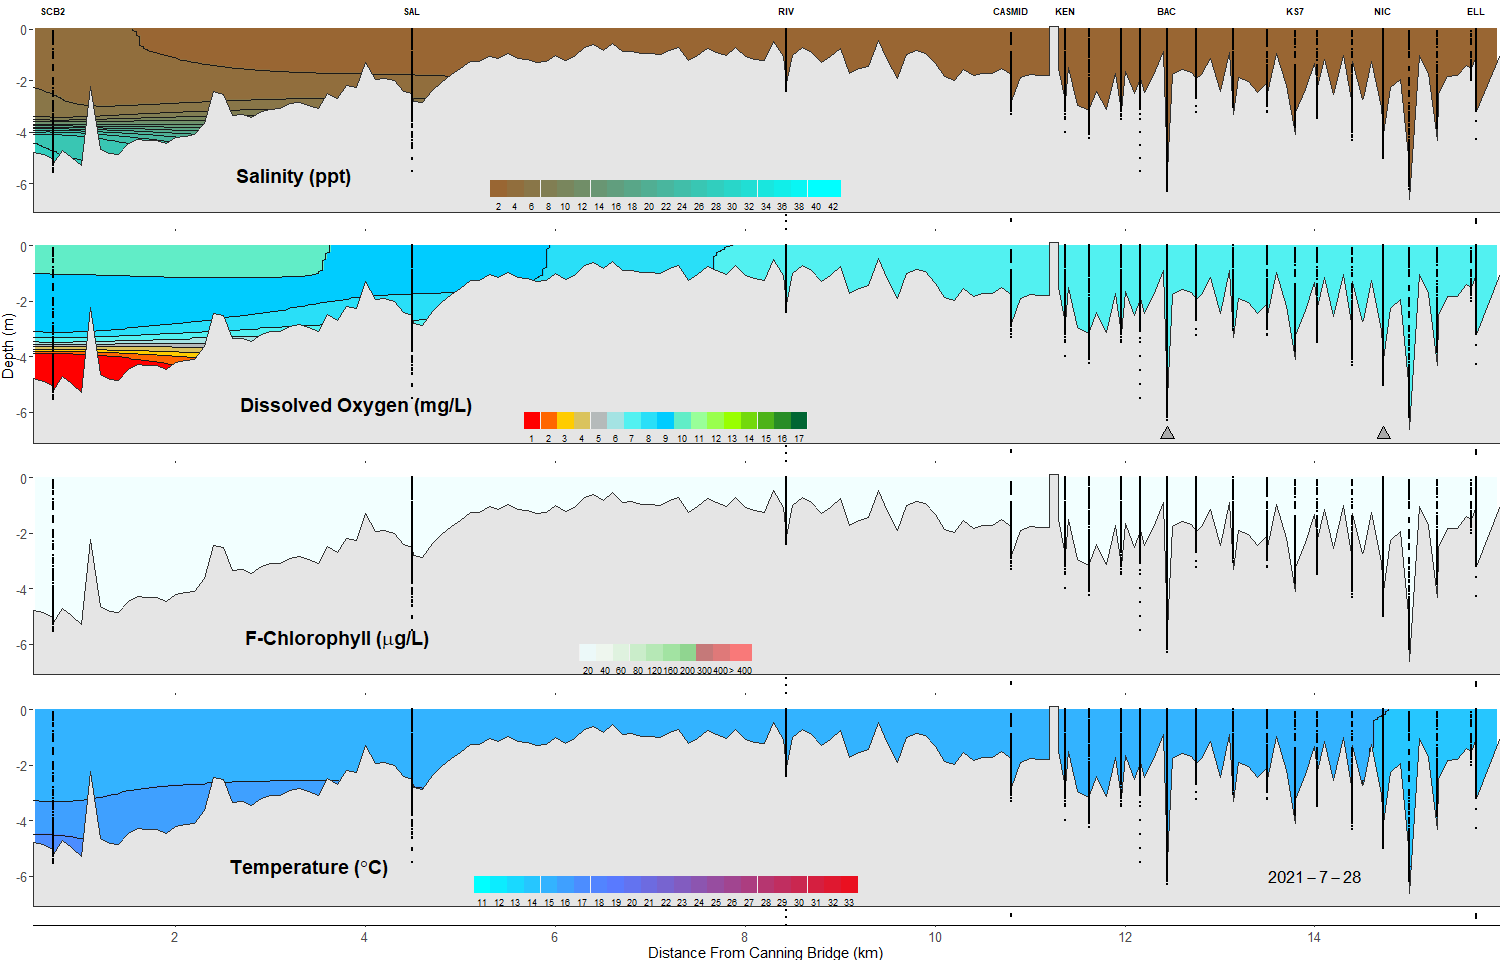 SCB2 SAL RIV CASMID KEN BAC KS7 NIC ELL
0
-2
-4
-6
Salinity (ppt)
2 4 6 8 10 12 14 16 18 20 22 24 26 28 30 32 34 36 38 40 42
0
-2
-4
-6
Depth (m)
Dissolved Oxygen (mg/L)
1 2 3 4 5 6 7 8 9 10 11 12 13 14 15 16 17
0
-2
-4
-6
F-Chlorophyll (µg/L)
20 40 60 80 120 160 200 300 400 > 400
0
-2
-4
-6
Temperature (°C)
2021 – 7 – 28
11 12 13 14 15 16 17 18 19 20 21 22 23 24 25 26 27 28 29 30 31 32 33
2 4 6 8 10 12 14
Distance From Canning Bridge (km)